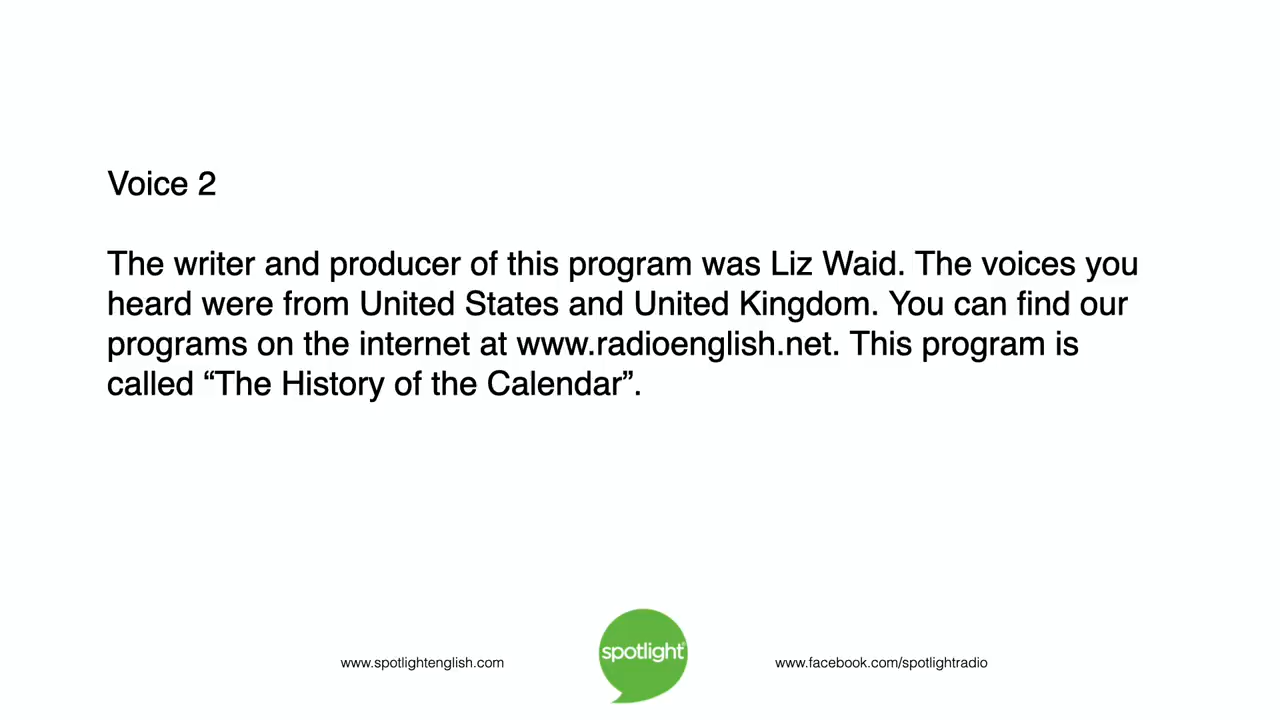 Voice 2
The writer and producer of this program was Liz Waid. The voices you
heard were from United States and United Kingdom. You can find our
programs on the internet at www.radioenglish.net. This program is
called “The History of the Calendar”.
www.spotlightenglish.com
spotlight
www.facebook.com/spotlightradio